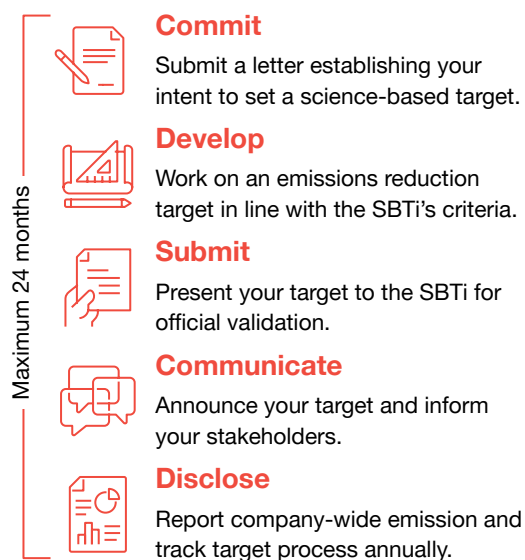 Maximum 24 months
Commit
Submit a letter establishing your
intent to set a science-based target.
Develop
Work on an emissions reduction
target in line with the SBTi’s criteria.
Submit
Present your target to the SBTi for
official validation.
Communicate
Announce your target and inform
your stakeholders.
Disclose
Report company-wide emission and
track target process annually.